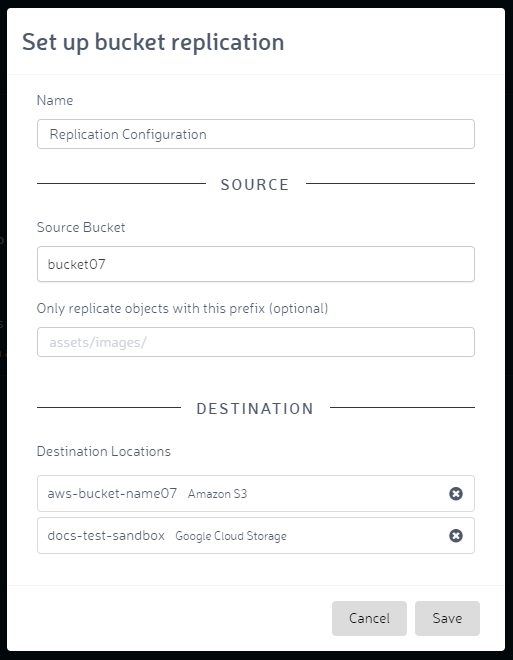 Set up bucket replication
Name
Replication Configuration
SOURCE
Source Bucket
bucket07
Only replicate objects with this prefix (optional)
assets/images/
DESTINATION
Destination Locations
aws-bucket-name07 Amazon S3
docs-test-sandbox Google Cloud Storage
Cancel Save